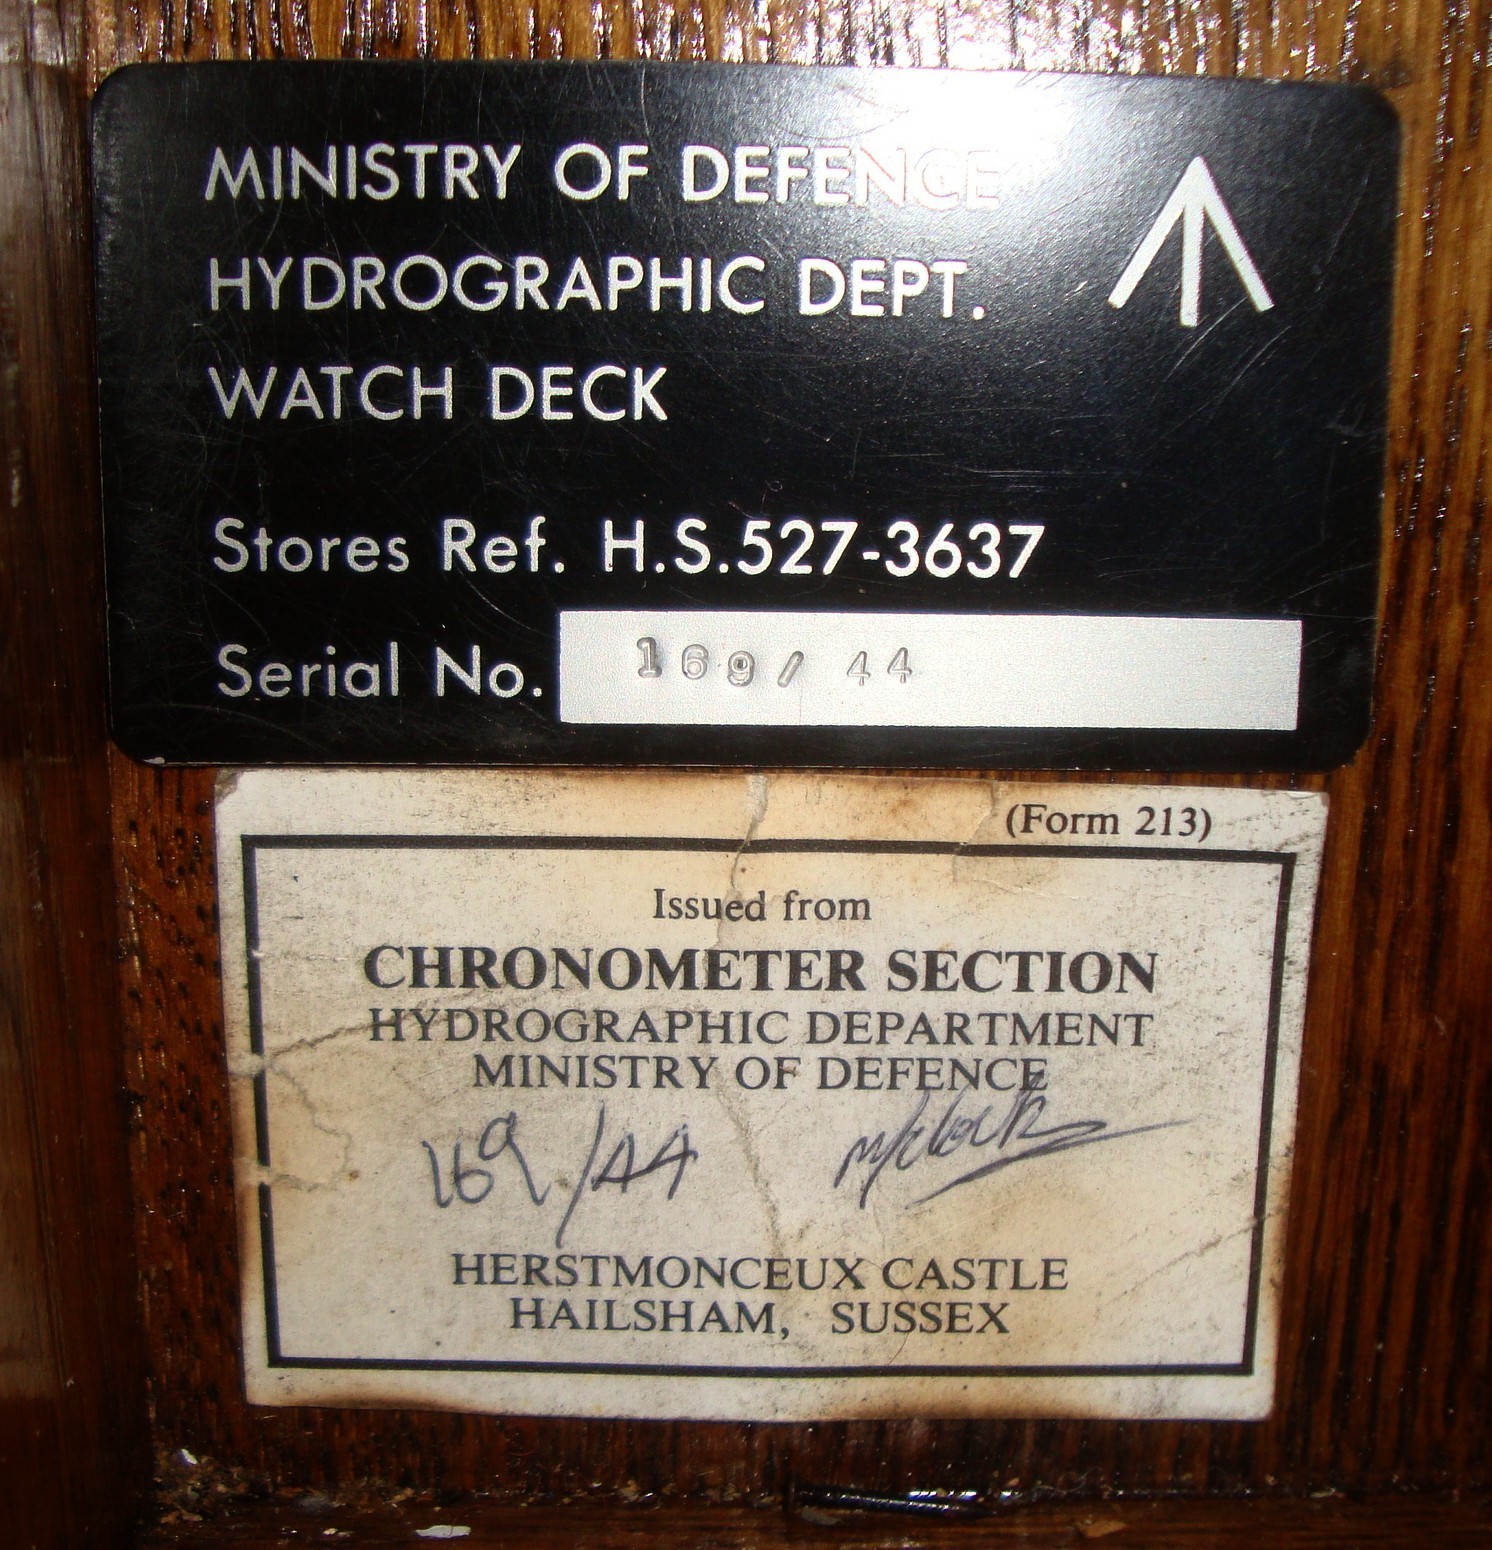 MINISTRY OF DEFENCE
HYDROGRAPHIC DEPT.
WATCH DECK
Stores Ref. H.S.527-3637
Serial No. 169/ 44
(Form 213)
Issued from
CHRONOMETER SECTION
HYDROGRAPHIC DEPARTMENT
MINISTRY OF DEFENCE
169/44
HERSTMONCEUX CASTLE
HAILSHAM, SUSSEX